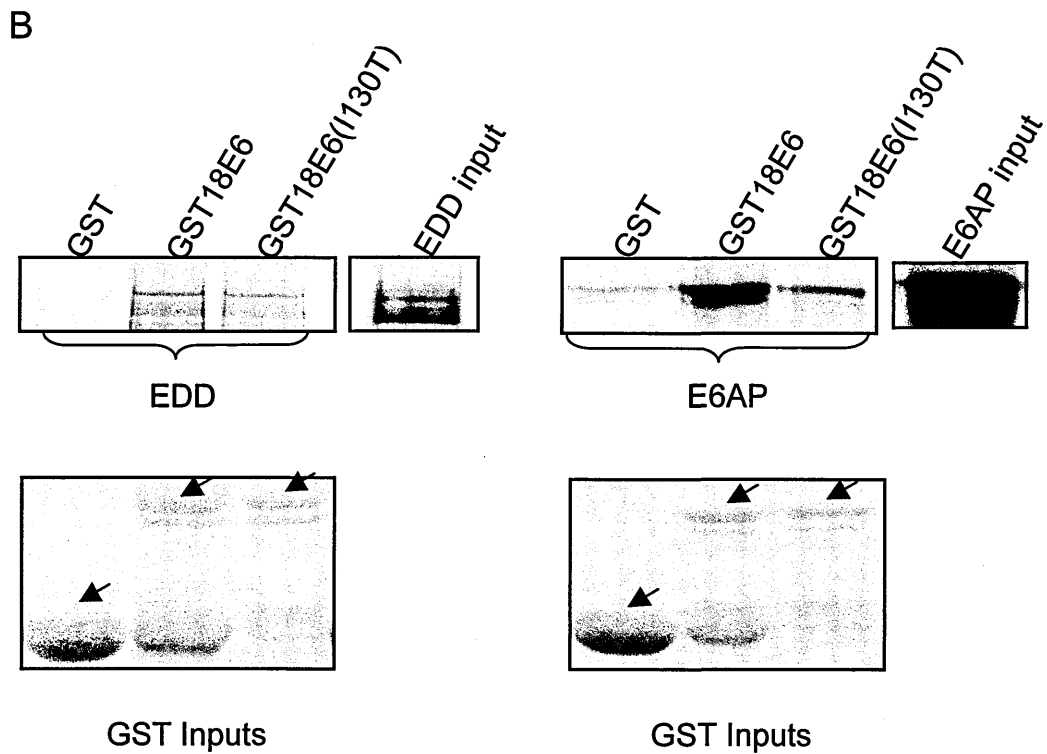 B
GST
GST18E6
GST18E6(I130T)
EDD input
GST
GST18E6
GST18E6(I130T)
E6AP input
EDD
E6AP
GST Inputs
GST Inputs